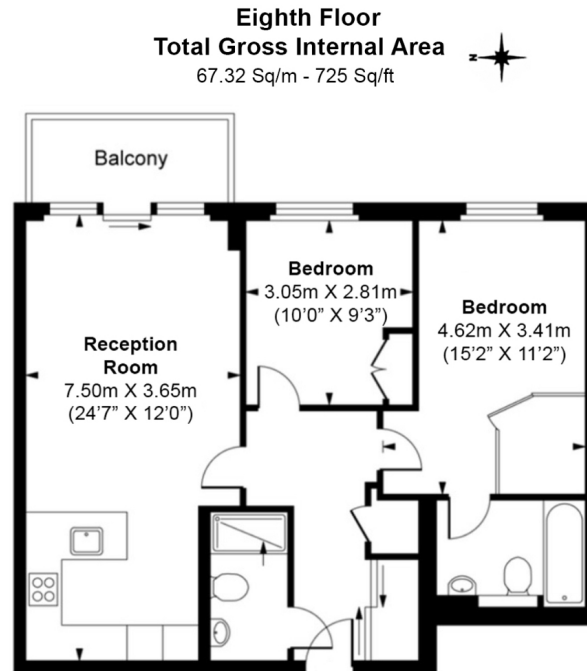 Eighth Floor
Total Gross Internal Area
67.32 Sq/m - 725 Sq/ft
N
Balcony
Bedroom
3.05m X 2.81m
(10’0” X 9’3”)
Bedroom
4.62m X 3.41m
(15’2” X 11’2”)
Reception
Room
7.50m X 3.65m
(24’7” X 12’0”)